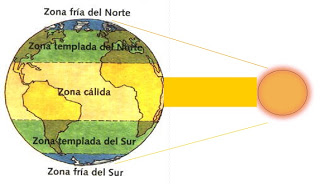 Zona fría del Norte
Zona templada del Norte
Zona cálida
Zona templada del Sur
Zona fría del Sur